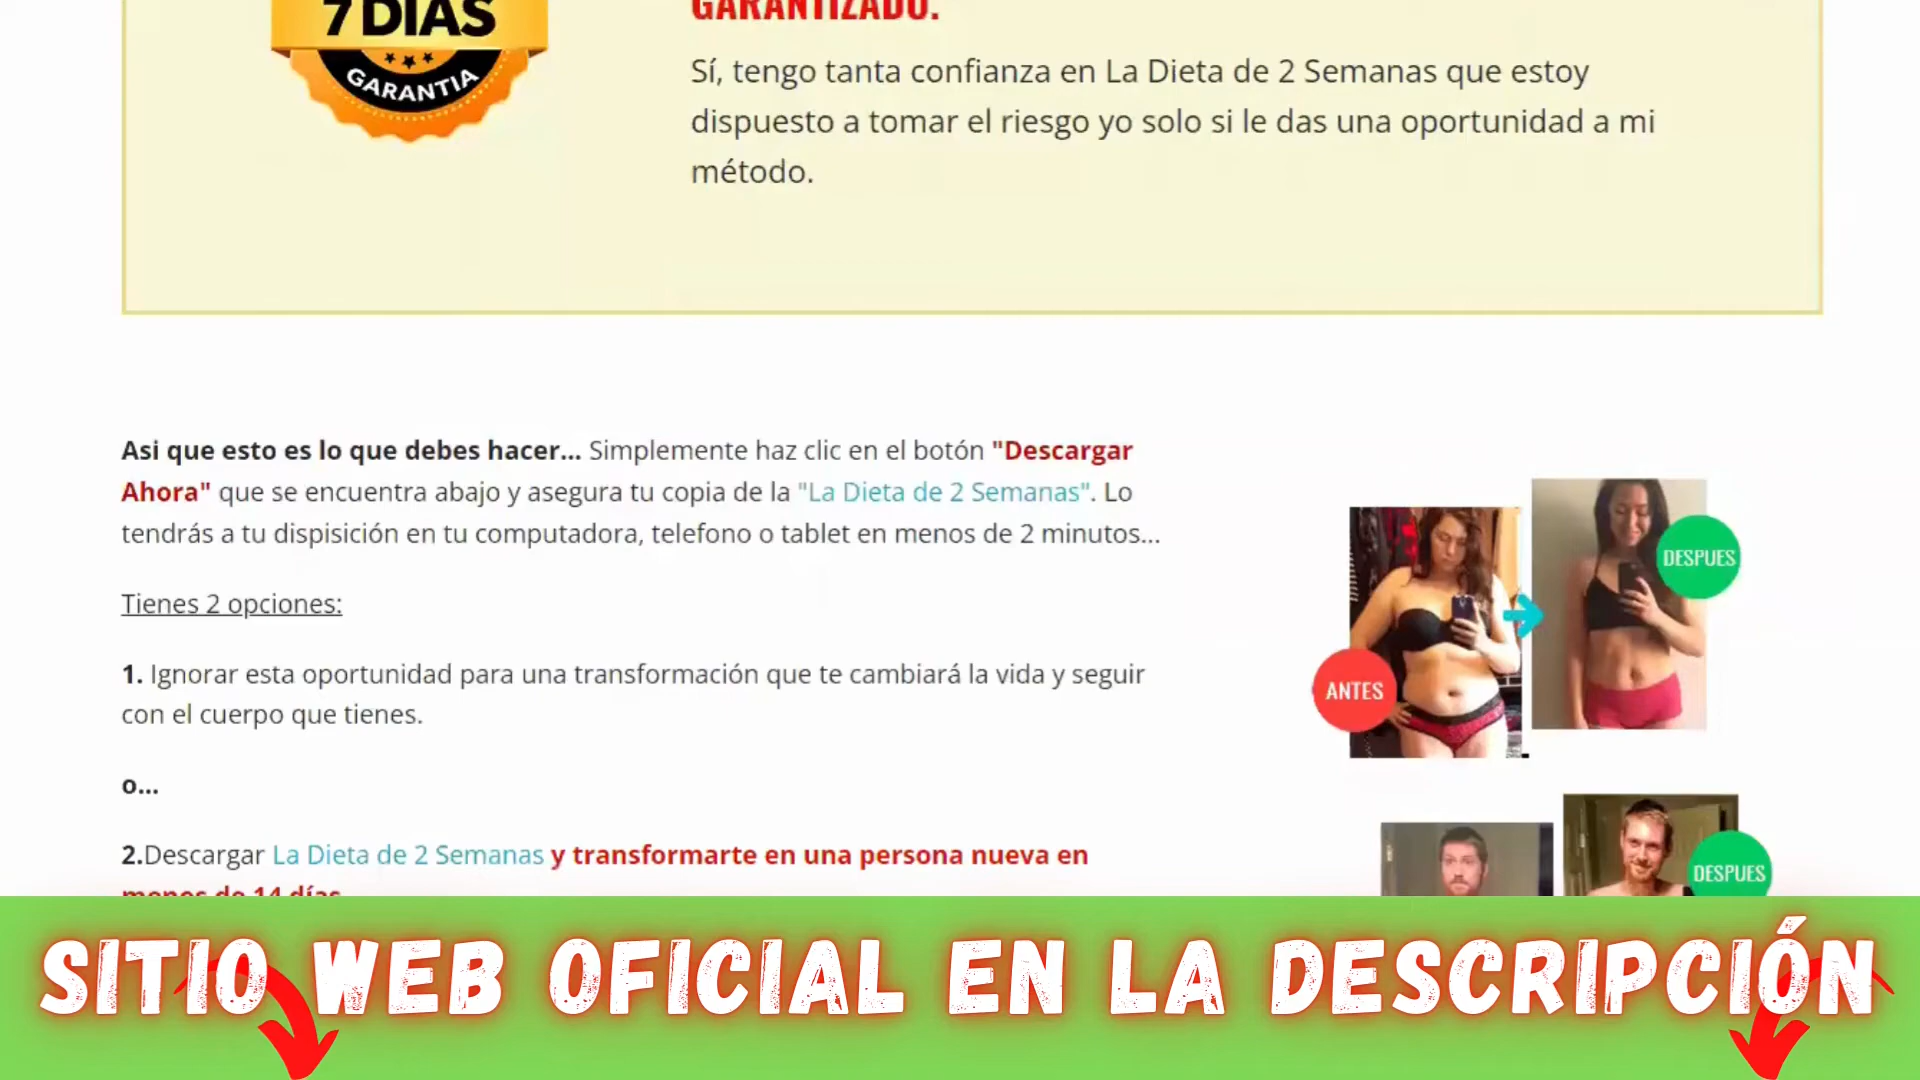 7 DIAS
GARANTIA
GARANTIZADO.
Sí, tengo tanta confianza en La Dieta de 2 Semanas que estoy
dispuesto a tomar el riesgo yo solo si le das una oportunidad a mi
método.
Asi que esto es lo que debes hacer... Simplemente haz clic en el botón "Descargar
Ahora" que se encuentra abajo y asegura tu copia de la "La Dieta de 2 Semanas". Lo
tendrás a tu dispisición en tu computadora, telefono o tablet en menos de 2 minutos...
Tienes 2 opciones:
1. Ignorar esta oportunidad para una transformación que te cambiará la vida y seguir
con el cuerpo que tienes.
o...
2.Descargar La Dieta de 2 Semanas y transformarte en una persona nueva en
menos de 14 días
DESPUES
ANTES
DESPUES
SITIO WEB OFICIAL EN LA DESCRIPCIÓN